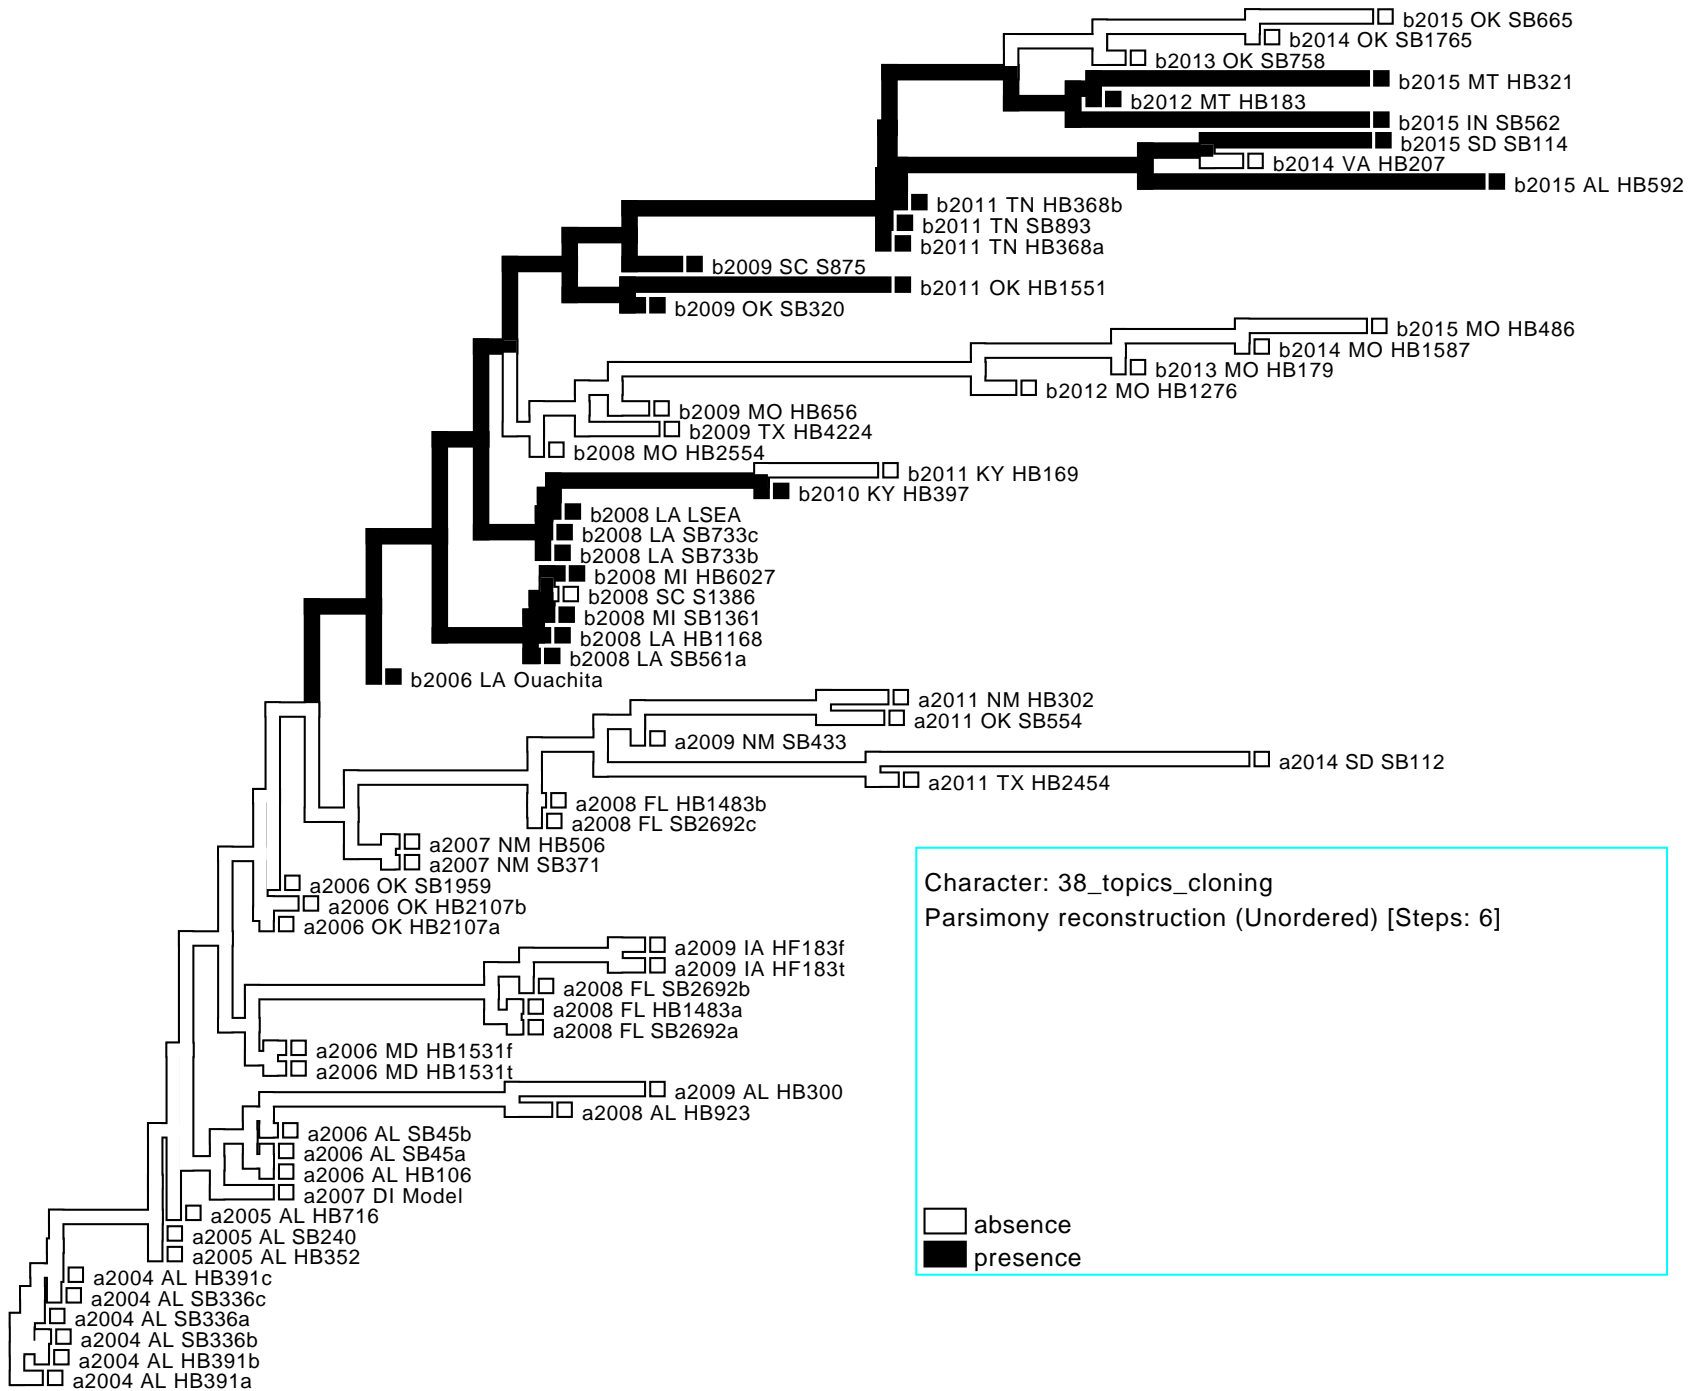 b2015 OK SB665
b2014 OK SB1765
b2013 OK SB758
b2015 MT HB321
b2012 MT HB183
b2015 IN SB562
b2015 SD SB114
b2014 VA HB207
b2015 AL HB592
b2011 TN HB368b
b2011 TN SB893
b2011 TN HB368a
b2009 SC S875
b2011 OK HB1551
b2009 OK SB320
b2015 MO HB486
b2014 MO HB1587
b2013 MO HB179
b2012 MO HB1276
b2009 MO HB656
b2009 TX HB4224
b2008 MO HB2554
b2011 KY HB169
b2010 KY HB397
b2008 LA LSEA
b2008 LA SB733c
b2008 LA SB733b
b2008 MI HB6027
b2008 SC S1386
b2008 MI SB1361
b2008 LA HB1168
b2008 LA SB561a
b2006 LA Ouachita
a2011 NM HB302
a2011 OK SB554
a2009 NM SB433
a2014 SD SB112
a2011 TX HB2454
a2008 FL HB1483b
a2008 FL SB2692c
a2007 NM HB506
a2007 NM SB371
a2006 OK SB1959
a2006 OK HB2107b
a2006 OK HB2107a
a2009 IA HF183f
a2009 IA HF183t
a2008 FL SB2692b
a2008 FL HB1483a
a2008 FL SB2692a
a2006 MD HB1531f
a2006 MD HB1531t
a2009 AL HB300
a2008 AL HB923
a2006 AL SB45b
a2006 AL SB45a
a2006 AL HB106
a2007 DI Model
a2005 AL HB716
a2005 AL SB240
a2005 AL HB352
a2004 AL HB391c
a2004 AL SB336c
a2004 AL SB336a
a2004 AL SB336b
a2004 AL HB391b
a2004 AL HB391a
Character: 38_topics_cloning
Parsimony reconstruction (Unordered) [Steps: 6]
absence
presence